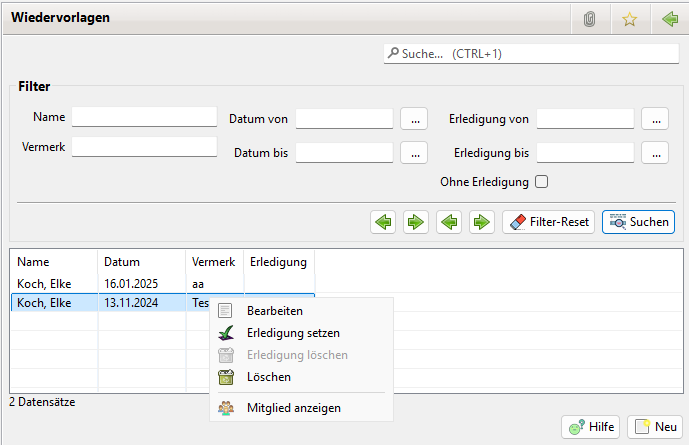 Wiedervorlagen
Suche... (CTRL+1)
Filter
Name Datum von ... Erledigung von ...
Vermerk Datum bis ... Erledigung bis ...
Ohne Erledigung
Filter-Reset Suchen
Name Datum Vermerk Erledigung
Koch, Elke 16.01.2025 aa
Koch, Elke 13.11.2024 Tes
Bearbeiten
Erledigung setzen
Erledigung löschen
Löschen
Mitglied anzeigen
2 Datensätze
Hilfe Neu